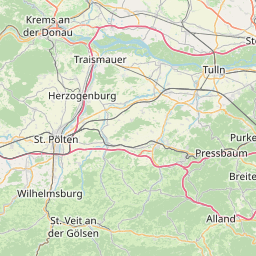 Krems an
der Donau
Sto
Traismauer
Tulln
Herzogenburg
St. Pölten
Purke
Pressbaum
Breite
Wilhelmsburg
St. Veit an
der Gölsen
Alland